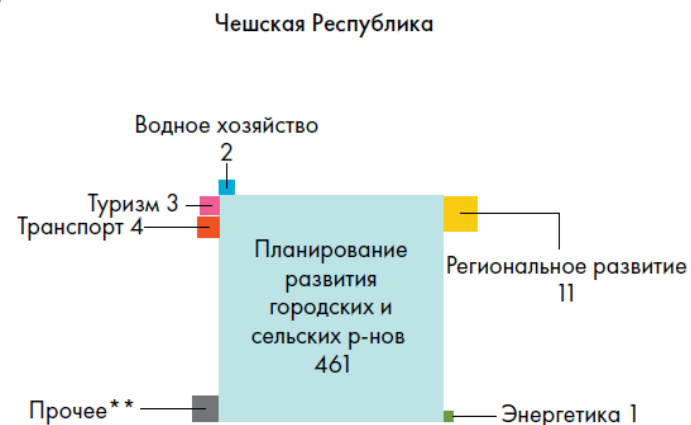 Чешская Республика
Водное хозяйство
2
Туризм 3
Транспорт 4
Планирование
развития
городских и
сельских р-нов
461
Региональное развитие
11
Прочее**
Энергетика 1